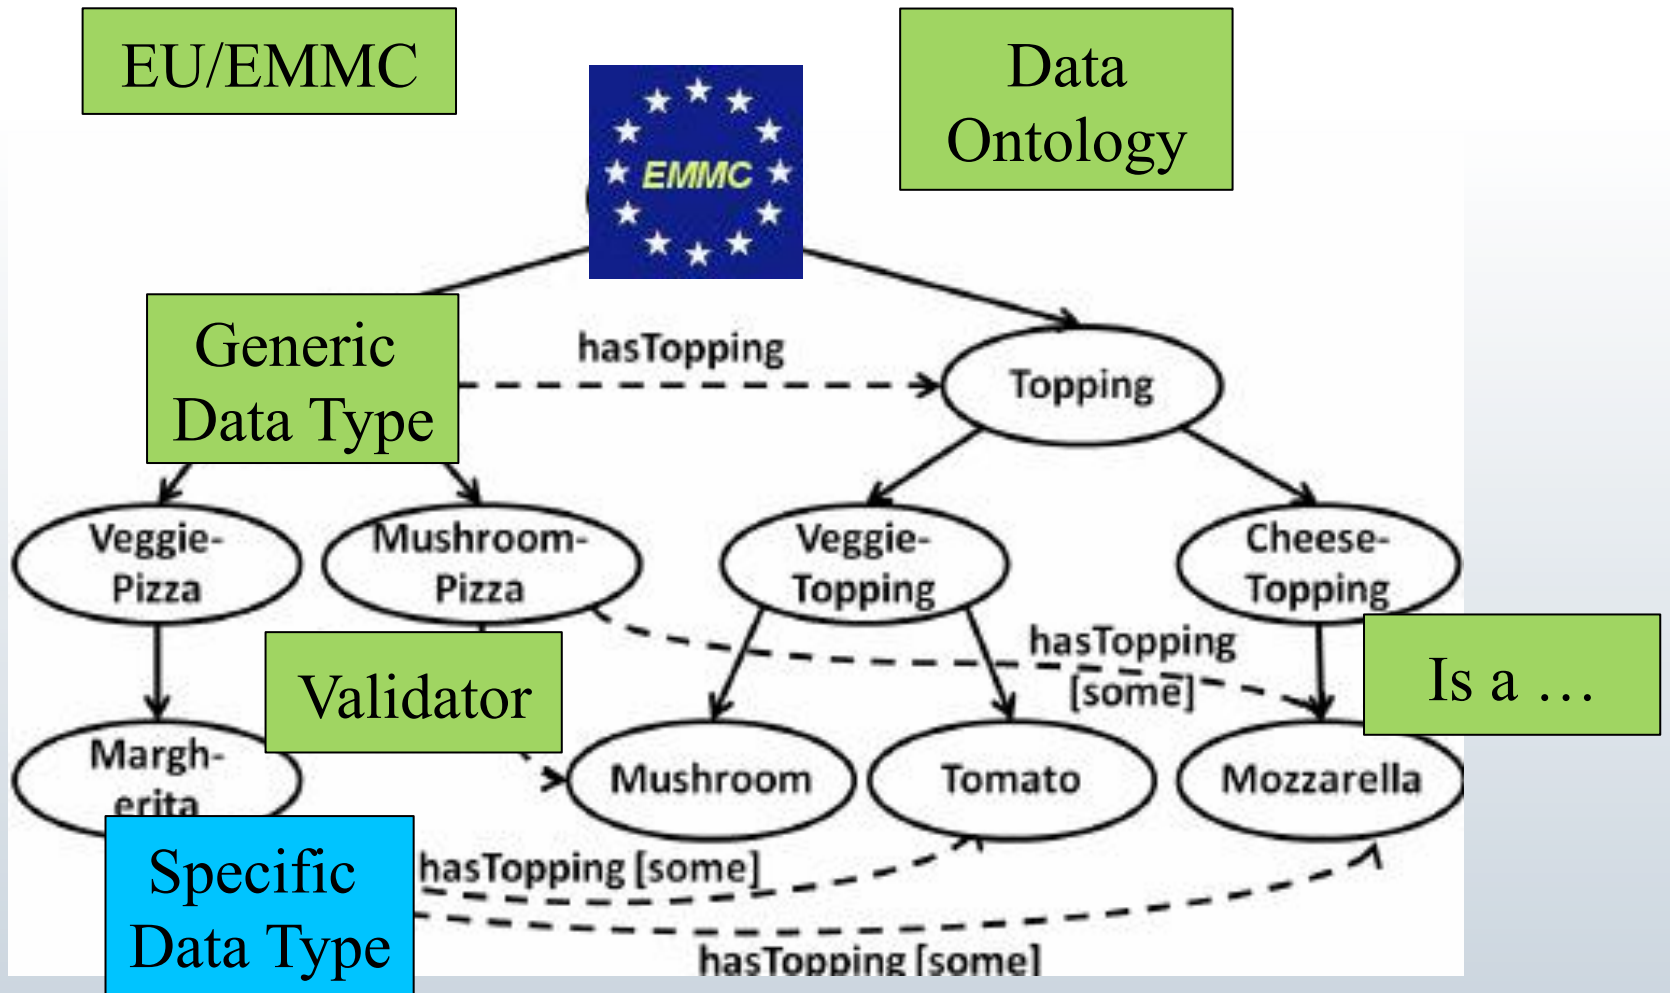 EU/EMMC
Data
Ontology
EMMC
Generic
Data Type
hasTopping
Topping
Veggie-
Pizza
Mushroom-
Pizza
Veggie-
Topping
Cheese-
Topping
Validator
hasTopping
[some]
Is a …
Margh-
erita
Mushroom
Tomato
Mozzarella
Specific
Data Type
hasTopping [some]
hasTopping [some]